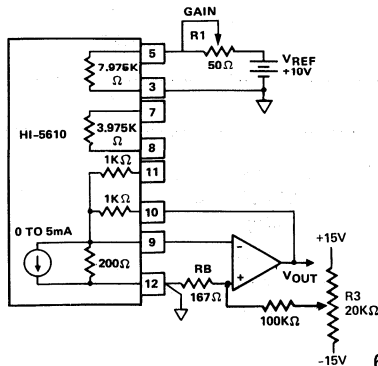 GAIN
R1
50Ω
VREF
+10V
5
7.975K
Ω
3
7
3.975K
Ω
8
HI-5610
1KΩ
11
1KΩ
10
0 TO 5mA
9
200Ω
12
-
+
RB
167Ω
VOUT
100KΩ
+15V
R3
20KΩ
-15V